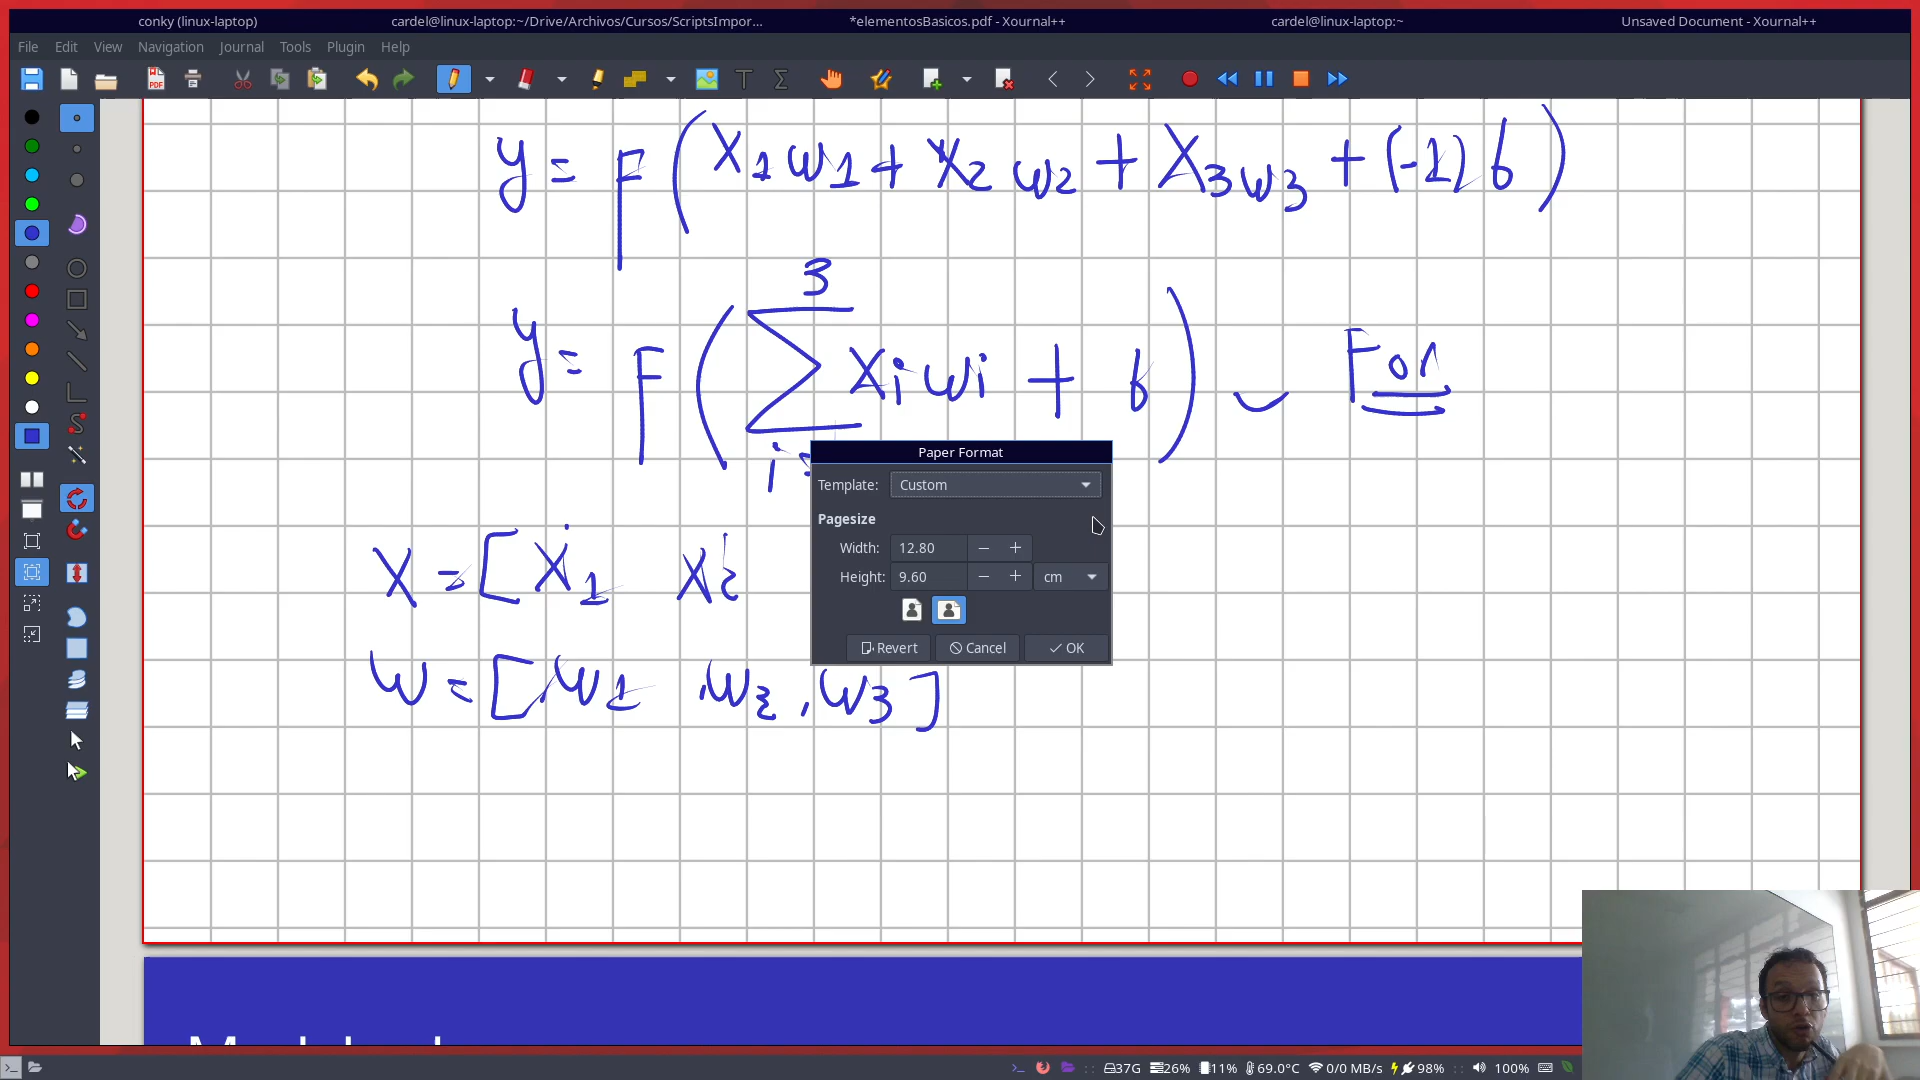 conky (linux-laptop) cardel@linux-laptop:~/Drive/Archivos/Cursos/ScriptsImpor... *elementosBasicos.pdf - Xournal++ cardel@linux-laptop:~ Unsaved Document - Xournal++
File Edit View Navigation Journal Tools Plugin Help
y = F(X1w1 + X2w2 + X3w3 + (-1)b)
3
y = F(∑ Xiwi + b) For
i=
Paper Format
Template: Custom
Pagesize
Width: 12.80
Height: 9.60 cm
Revert Cancel OK
X = [X1 X2
W = [w1, w2, w3]
37G 26% 11% 69.0°C 0/0 MB/s 98% 100%